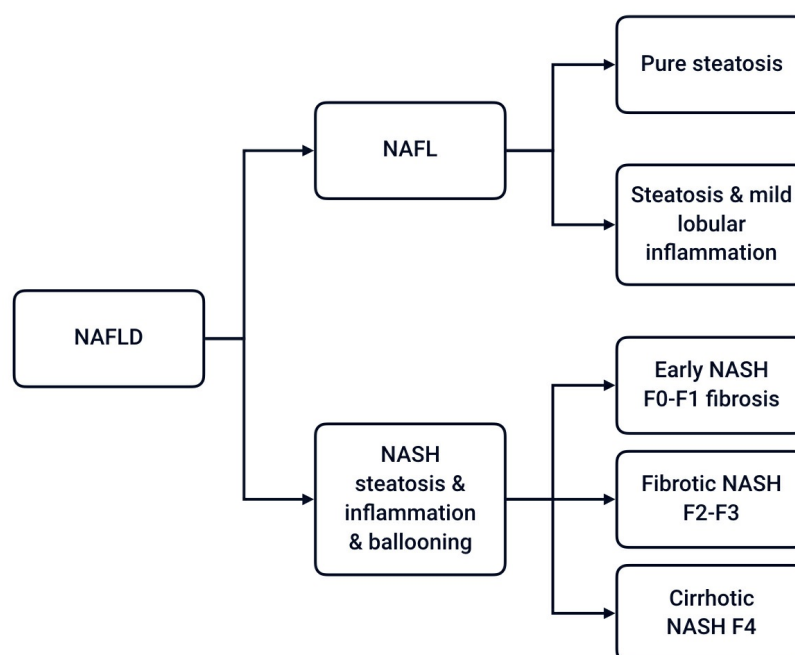 Pure steatosis
NAFL
Steatosis & mild
lobular
inflammation
NAFLD
Early NASH
F0-F1 fibrosis
NASH
steatosis &
inflammation
& ballooning
Fibrotic NASH
F2-F3
Cirrhotic
NASH F4